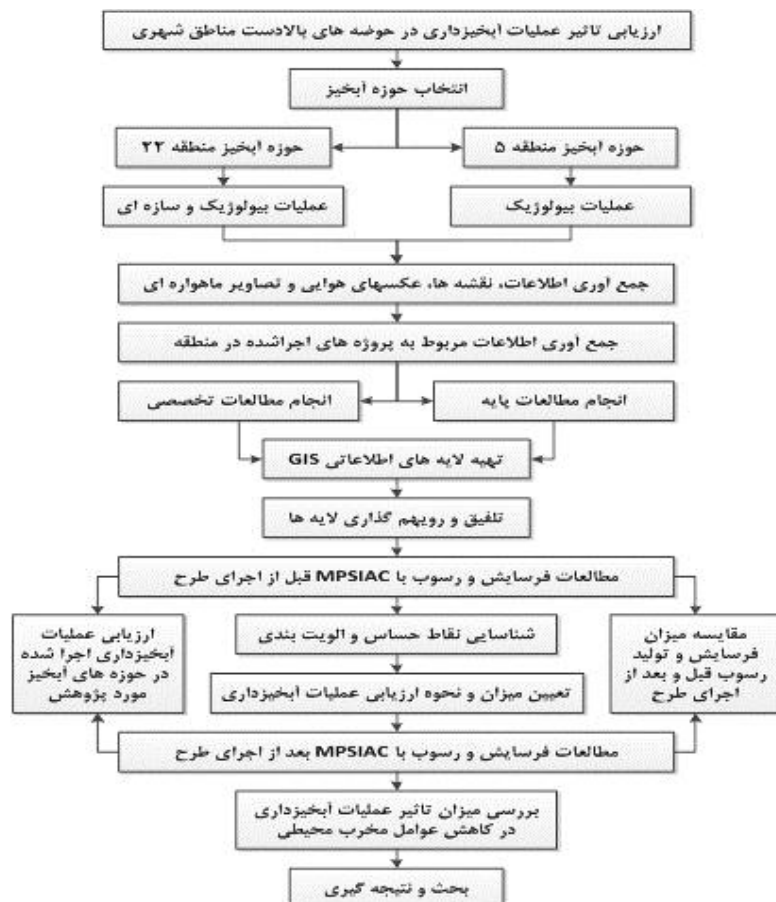 ارزیابی تاثیر عملیات آبخیزداری در حوضه های بالادست مناطق شهری
انتخاب حوزه آبخیز
حوزه آبخیز منطقه ۵
حوزه آبخیز منطقه ۲۲
عملیات بیولوژیک
عملیات بیولوژیک و سازه ای
جمع آوری اطلاعات، نقشه ها، عکسهای هوایی و تصاویر ماهواره ای
جمع آوری اطلاعات مربوط به پروژه های اجراشده در منطقه
انجام مطالعات پایه
انجام مطالعات تخصصی
تهیه لایه های اطلاعاتی GIS
تلفیق و رویهم گذاری لایه ها
مطالعات فرسایش و رسوب با MPSIAC قبل از اجرای طرح
مقایسه میزان
فرسایش و تولید
رسوب قبل و بعد از
اجرای طرح
شناسایی نقاط حساس و الویت بندی
تعیین میزان و نحوه ارزیابی عملیات آبخیزداری
ارزیابی عملیات
آبخیزداری اجرا شده
در حوزه های آبخیز
مورد پژوهش
مطالعات فرسایش و رسوب با MPSIAC بعد از اجرای طرح
بررسی میزان تاثیر عملیات آبخیزداری
در کاهش عوامل مخرب محیطی
بحث و نتیجه گیری